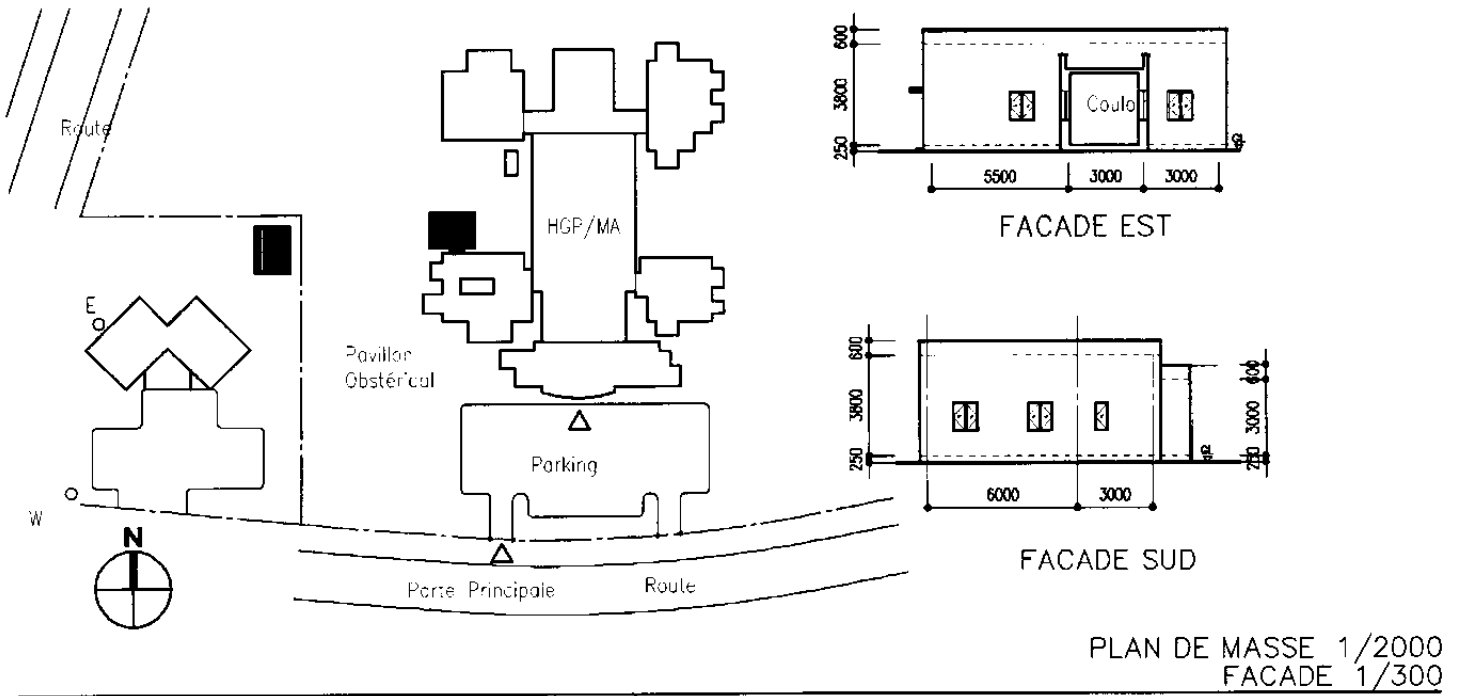 Route
HGP/MA
E
Pavillon
Obstérical
Parking
W
N
Porte Principale
Route
600
3800
250
Coulo
5500
3000
3000
FACADE EST
600
3800
250
600
3000
250
6000
3000
FACADE SUD
PLAN DE MASSE 1/2000
FACADE 1/300